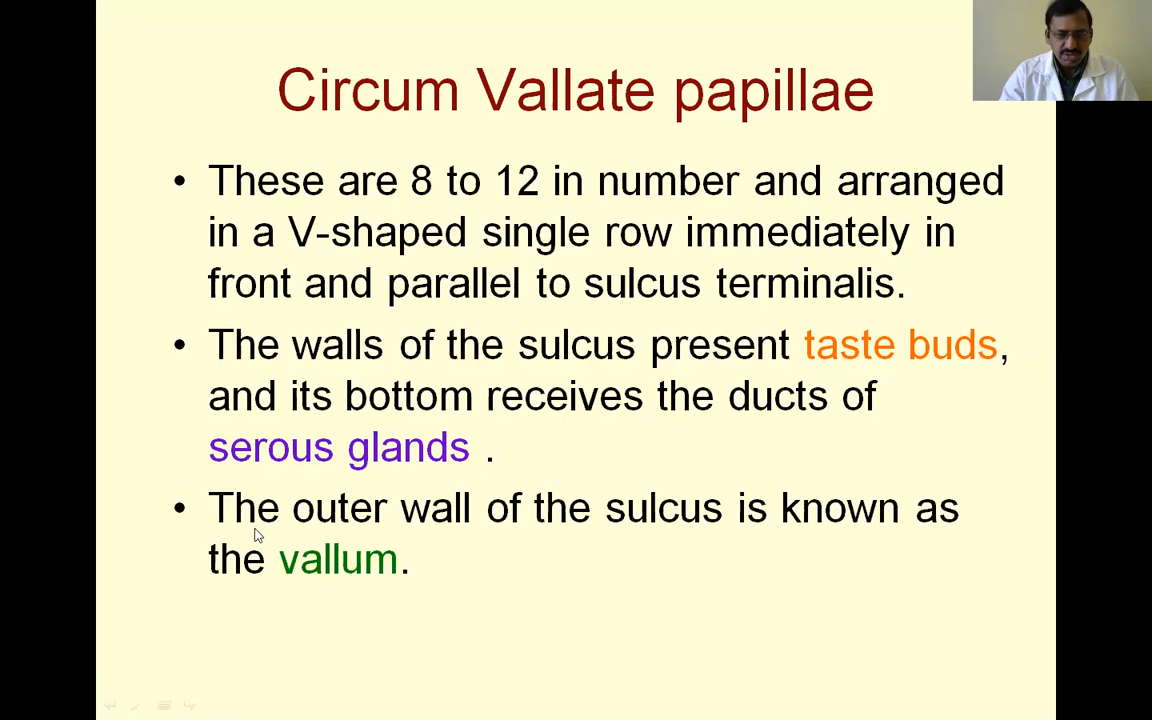 Circum Vallate papillae
• These are 8 to 12 in number and arranged
in a V-shaped single row immediately in
front and parallel to sulcus terminalis.
• The walls of the sulcus present taste buds,
and its bottom receives the ducts of
serous glands .
• The outer wall of the sulcus is known as
the vallum.